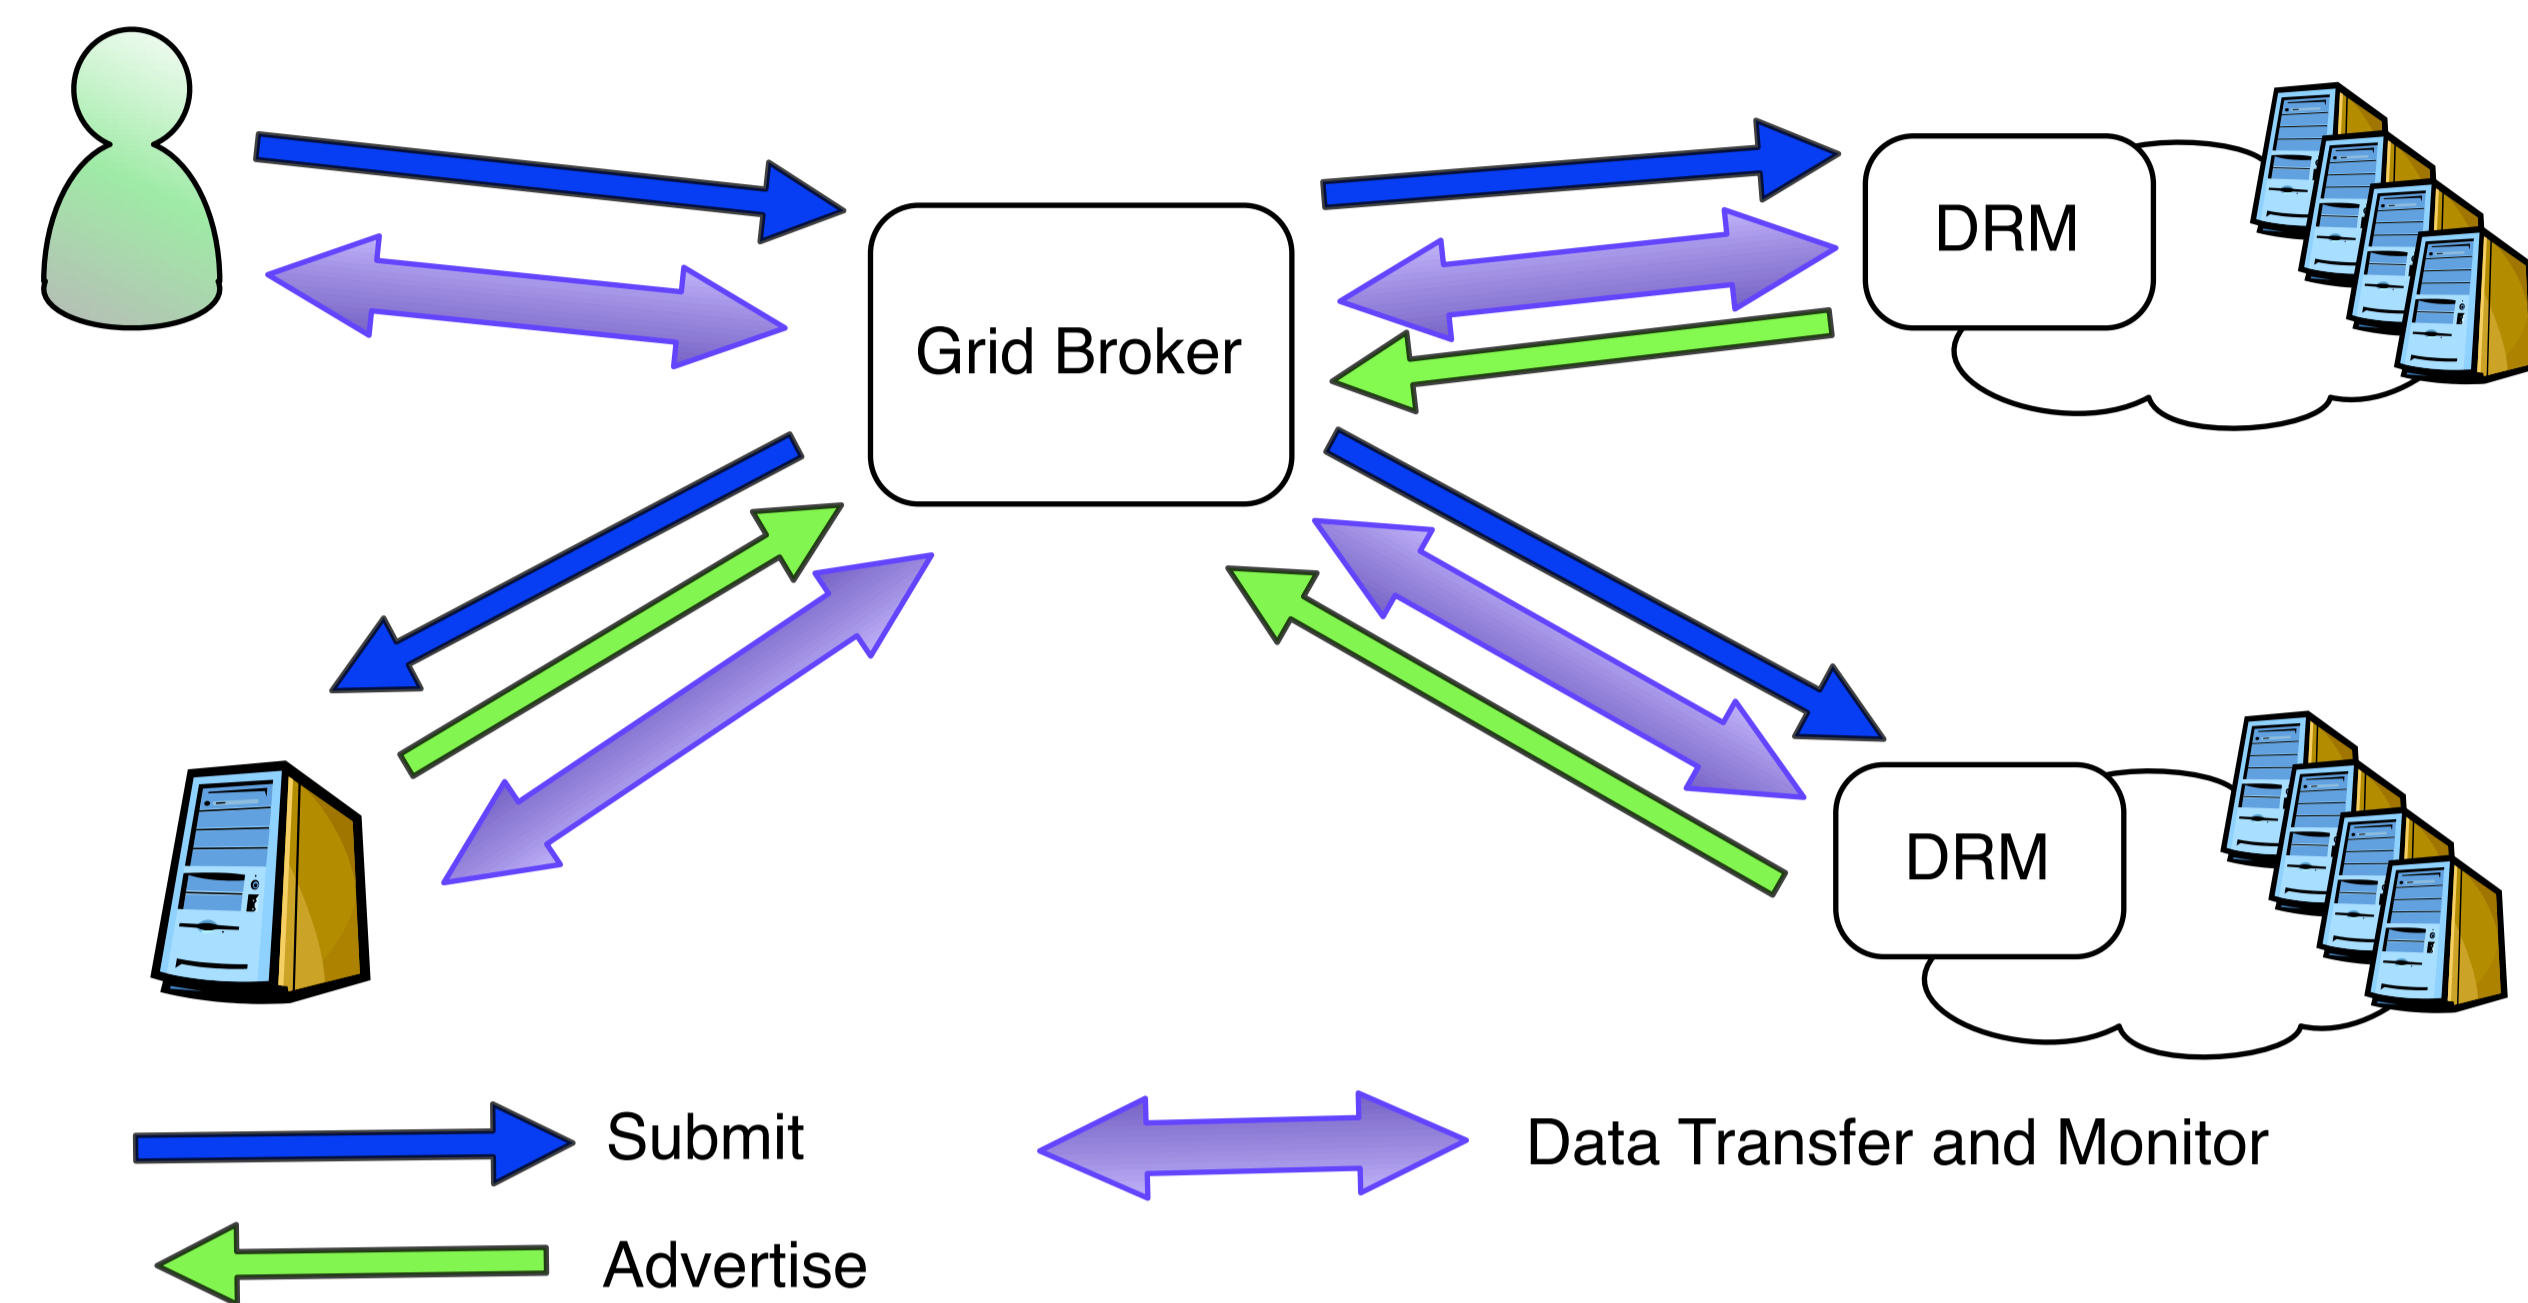 DRM
Grid Broker
DRM
Submit
Data Transfer and Monitor
Advertise